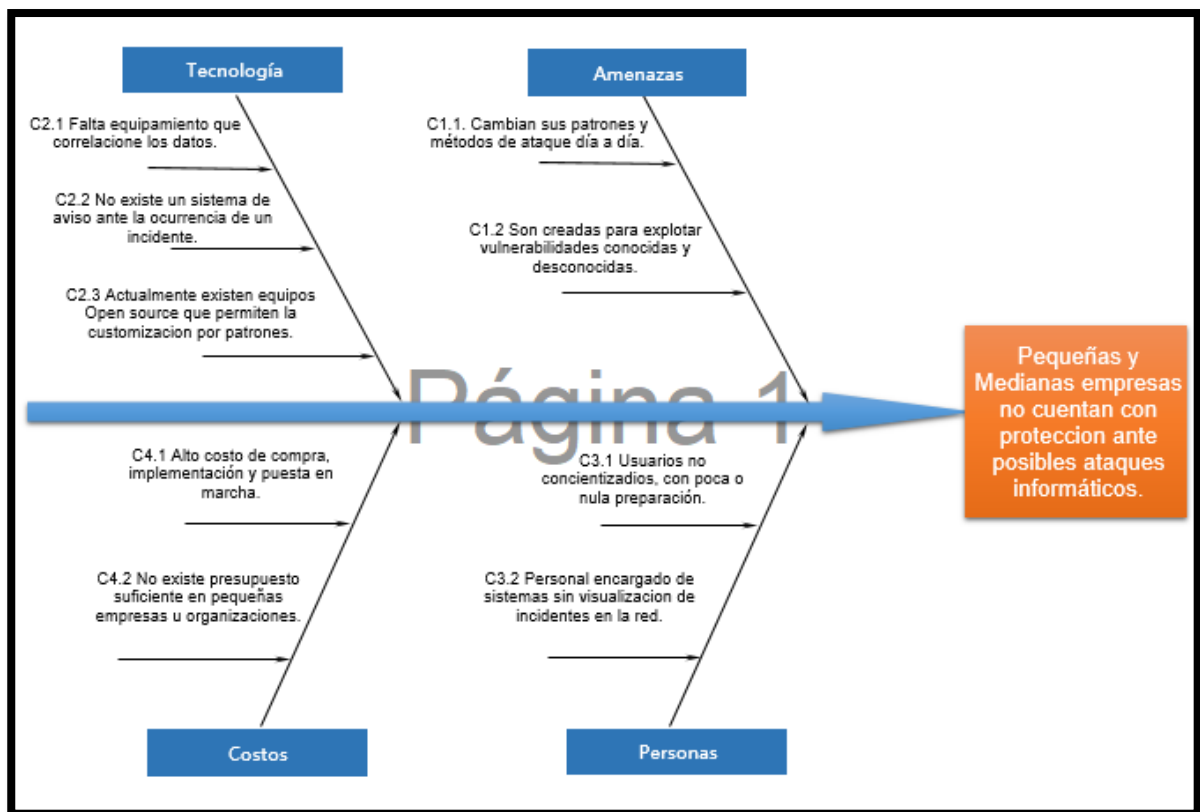 Tecnología
C2.1 Falta equipamiento que
correlacione los datos.
C2.2 No existe un sistema de
aviso ante la ocurrencia de un
incidente.
C2.3 Actualmente existen equipos
Open source que permiten la
customizacion por patrones.
Amenazas
C1.1. Cambian sus patrones y
métodos de ataque día a día.
C1.2 Son creadas para explotar
vulnerabilidades conocidas y
desconocidas.
Página 1
Pequeñas y
Medianas empresas
no cuentan con
proteccion ante
posibles ataques
informáticos.
C4.1 Alto costo de compra,
implementación y puesta en
marcha.
C4.2 No existe presupuesto
suficiente en pequeñas
empresas u organizaciones.
Costos
C3.1 Usuarios no
concientizadios, con poca o
nula preparación.
C3.2 Personal encargado de
sistemas sin visualizacion de
incidentes en la red.
Personas